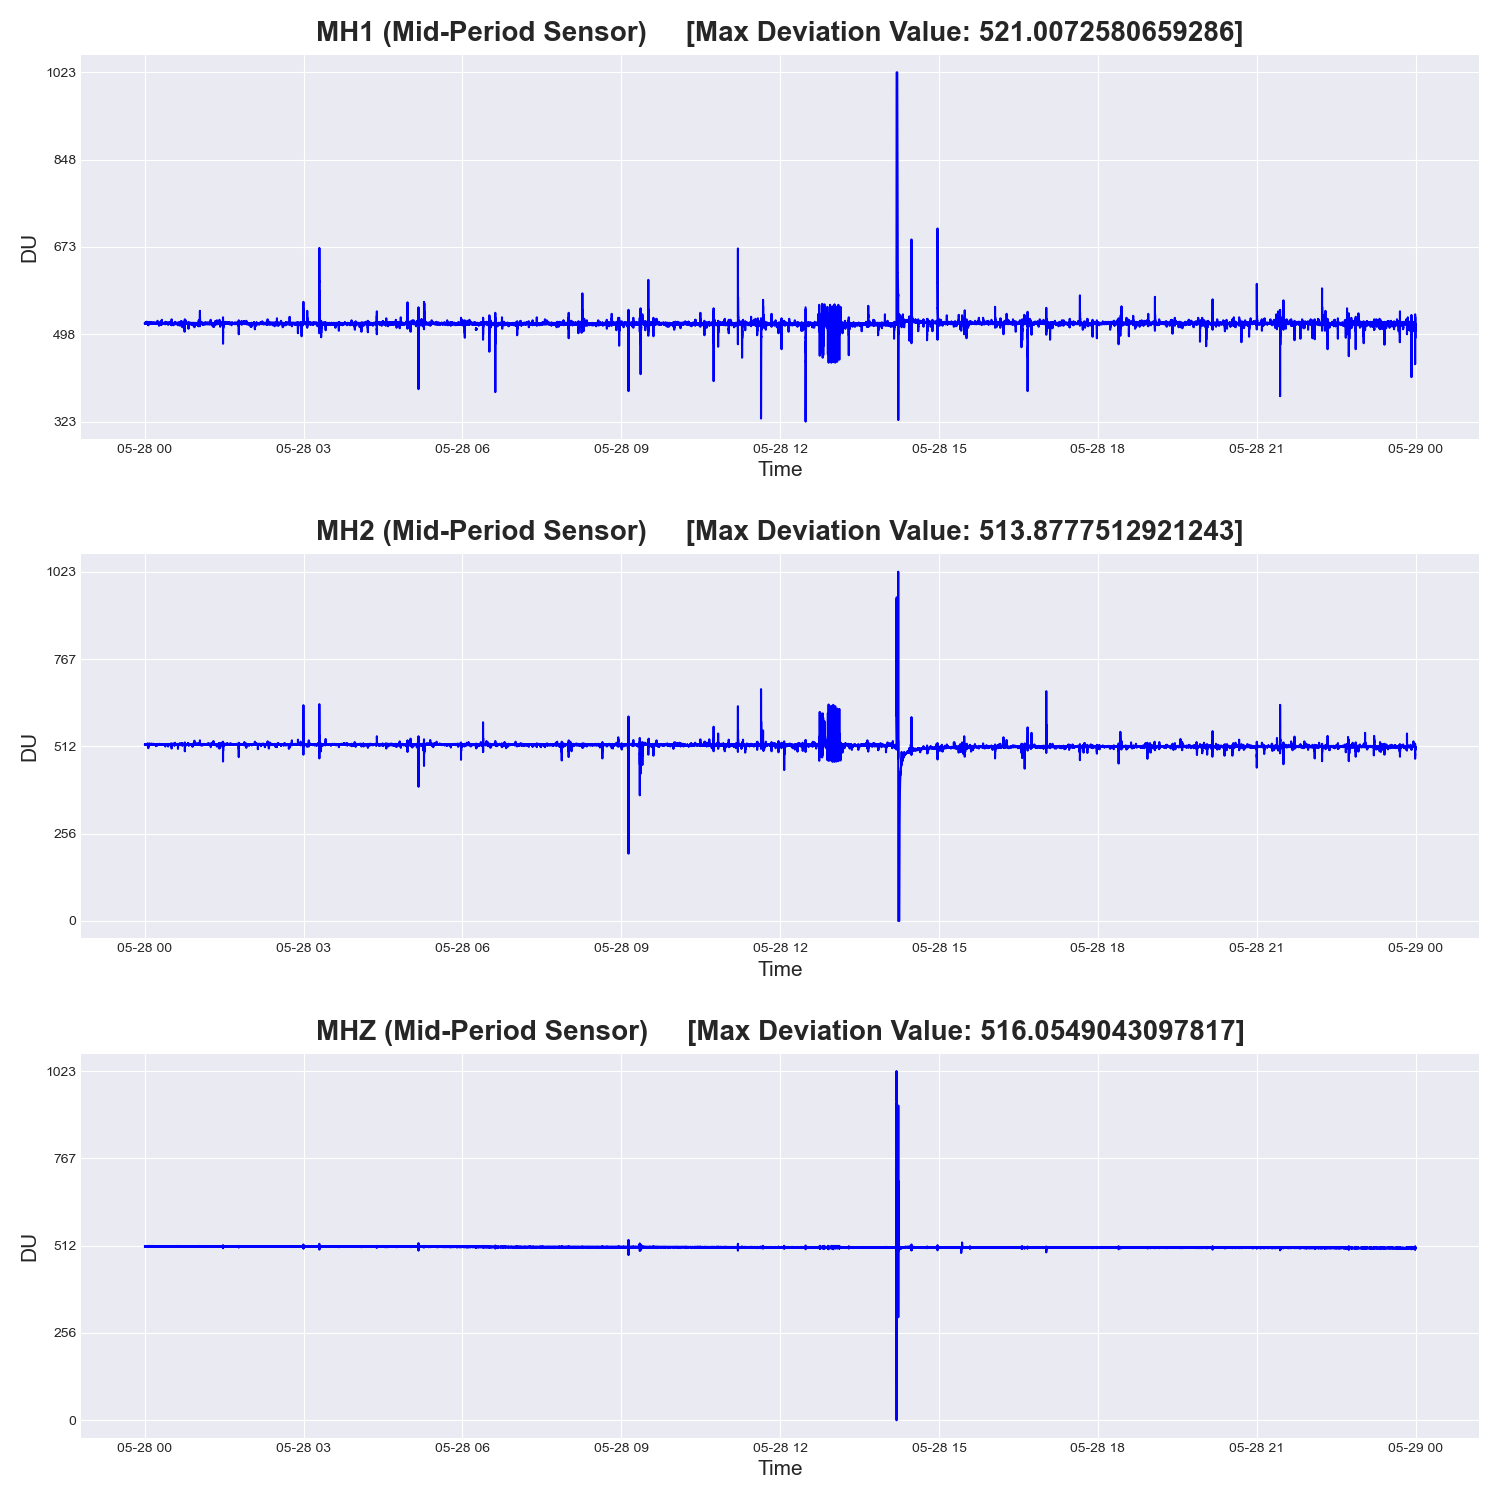 MH1 (Mid-Period Sensor) [Max Deviation Value: 521.0072580659286]
1023
848
673
498
323
DU
05-28 00 05-28 03 05-28 06 05-28 09 05-28 12 05-28 15 05-28 18 05-28 21 05-29 00
Time
MH2 (Mid-Period Sensor) [Max Deviation Value: 513.8777512921243]
1023
767
512
256
0
DU
05-28 00 05-28 03 05-28 06 05-28 09 05-28 12 05-28 15 05-28 18 05-28 21 05-29 00
Time
MHZ (Mid-Period Sensor) [Max Deviation Value: 516.0549043097817]
1023
767
512
256
0
DU
05-28 00 05-28 03 05-28 06 05-28 09 05-28 12 05-28 15 05-28 18 05-28 21 05-29 00
Time